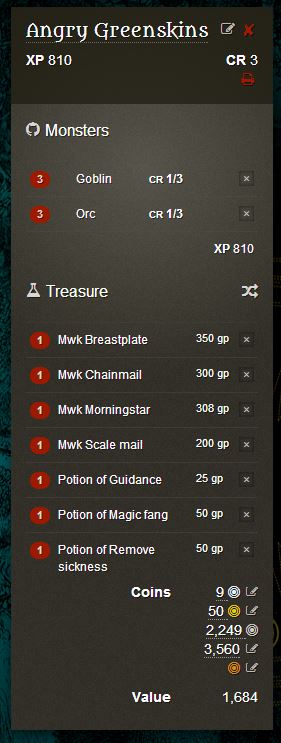 Angry Greenskins
XP 810 CR 3
Monsters
3 Goblin CR 1/3
3 Orc CR 1/3
XP 810
Treasure
1 Mwk Breastplate 350 gp
1 Mwk Chainmail 300 gp
1 Mwk Morningstar 308 gp
1 Mwk Scale mail 200 gp
1 Potion of Guidance 25 gp
1 Potion of Magic fang 50 gp
1 Potion of Remove 50 gp
sickness
Coins 9
50
2,249
3,560
Value 1,684